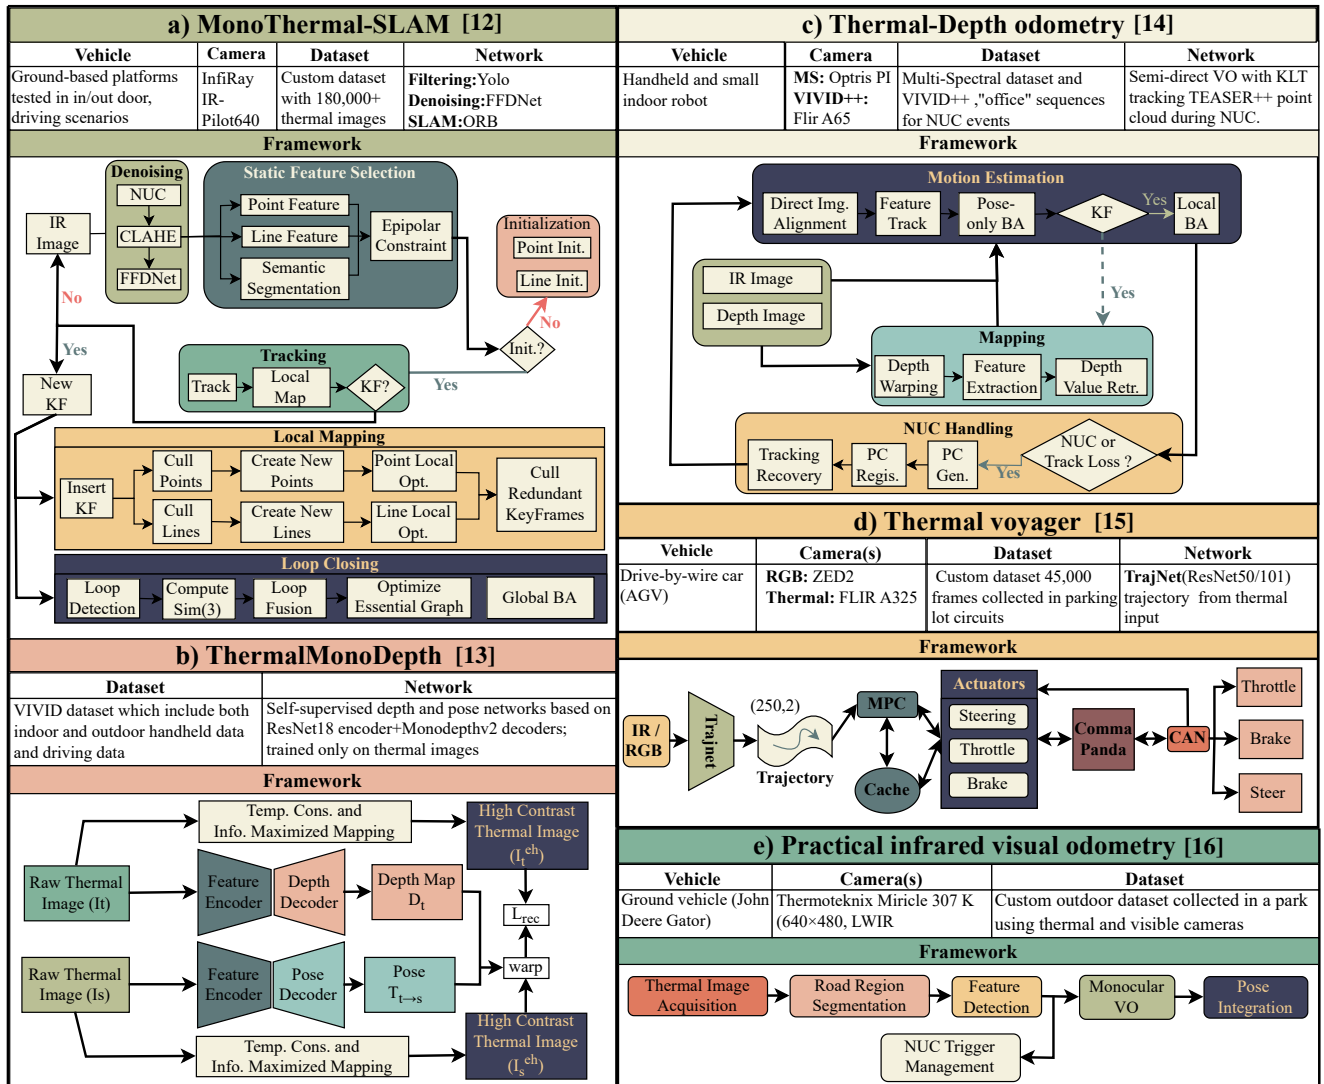 a) MonoThermal-SLAM [12]
Vehicle
Camera
Dataset
Network
Ground-based platforms
tested in in/out door,
driving scenarios
InfiRay
IR-
Pilot640
Custom dataset
with 180,000+
thermal images
Filtering:Yolo
Denoising:FFDNet
SLAM:ORB
Framework
Denoising
NUC
CLAHE
FFDNet
IR
Image
Static Feature Selection
Point Feature
Line Feature
Semantic
Segmentation
Epipolar
Constraint
Initialization
Point Init.
Line Init.
No
No
Init.?
Yes
Yes
Tracking
Track
Local
Map
KF?
New
KF
Local Mapping
Insert
KF
Cull
Points
Create New
Points
Point Local
Opt.
Cull
Lines
Create New
Lines
Line Local
Opt.
Cull
Redundant
KeyFrames
Loop Closing
Loop
Detection
Compute
Sim(3)
Loop
Fusion
Optimize
Essential Graph
Global BA
b) ThermalMonoDepth [13]
Dataset
Network
VIVID dataset which include both
indoor and outdoor handheld data
and driving data
Self-supervised depth and pose networks based on
ResNet18 encoder+Monodepthv2 decoders;
trained only on thermal images
Framework
Temp. Cons. and
Info. Maximized Mapping
High Contrast
Thermal Image
(I_t^eh)
Raw Thermal
Image (It)
Feature
Encoder
Depth
Decoder
Depth Map
D_t
L_rec
warp
Raw Thermal
Image (Is)
Feature
Encoder
Pose
Decoder
Pose
T_t→s
Temp. Cons. and
Info. Maximized Mapping
High Contrast
Thermal Image
(I_s^eh)
c) Thermal-Depth odometry [14]
Vehicle
Camera
Dataset
Network
Handheld and small
indoor robot
MS: Optris PI
VIVID++:
Flir A65
Multi-Spectral dataset and
VIVID++ ,"office" sequences
for NUC events
Semi-direct VO with KLT
tracking TEASER++ point
cloud during NUC.
Framework
Motion Estimation
Direct Img.
Alignment
Feature
Track
Pose-
only BA
KF
Yes
Local
BA
IR Image
Depth Image
Yes
Mapping
Depth
Warping
Feature
Extraction
Depth
Value Retr.
NUC Handling
Tracking
Recovery
PC
Regis.
PC
Gen.
Yes
NUC or
Track Loss ?
d) Thermal voyager [15]
Vehicle
Camera(s)
Dataset
Network
Drive-by-wire car
(AGV)
RGB: ZED2
Thermal: FLIR A325
Custom dataset 45,000
frames collected in parking
lot circuits
TrajNet(ResNet50/101)
trajectory from thermal
input
Framework
IR /
RGB
Trajnet
(250,2)
Trajectory
MPC
Cache
Actuators
Steering
Throttle
Brake
Comma
Panda
CAN
Throttle
Brake
Steer
e) Practical infrared visual odometry [16]
Vehicle
Camera(s)
Dataset
Ground vehicle (John
Deere Gator)
Thermoteknix Miricle 307 K
(640×480, LWIR
Custom outdoor dataset collected in a park
using thermal and visible cameras
Framework
Thermal Image
Acquisition
Road Region
Segmentation
Feature
Detection
Monocular
VO
Pose
Integration
NUC Trigger
Management